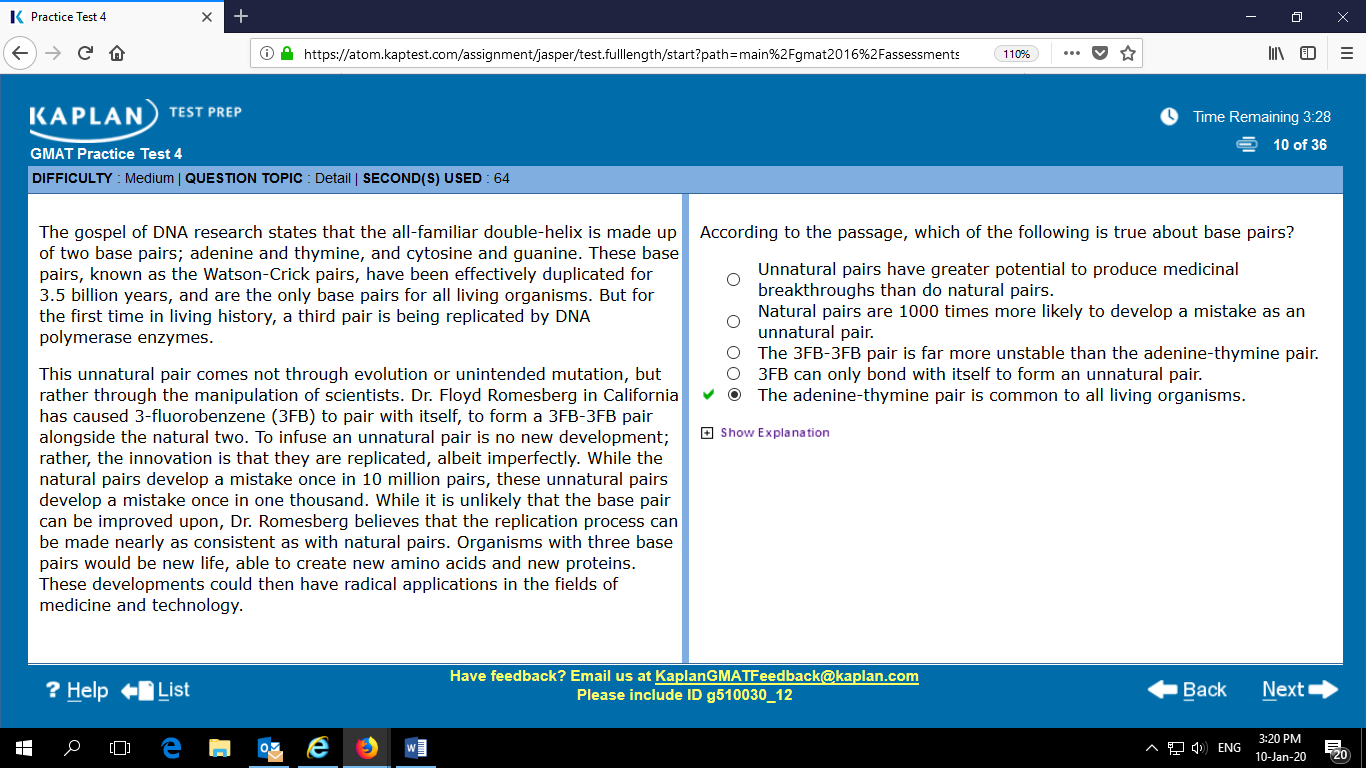 Practice Test 4
https://atom.kaptest.com/assignment/jasper/test.fulllength/start?path=main%2Fgmat2016%2Fassessments
110%
KAPLAN TEST PREP
Time Remaining 3:28
GMAT Practice Test 4
10 of 36
DIFFICULTY : Medium | QUESTION TOPIC : Detail | SECOND(S) USED : 64
The gospel of DNA research states that the all-familiar double-helix is made up
of two base pairs; adenine and thymine, and cytosine and guanine. These base
pairs, known as the Watson-Crick pairs, have been effectively duplicated for
3.5 billion years, and are the only base pairs for all living organisms. But for
the first time in living history, a third pair is being replicated by DNA
polymerase enzymes.
This unnatural pair comes not through evolution or unintended mutation, but
rather through the manipulation of scientists. Dr. Floyd Romesberg in California
has caused 3-fluorobenzene (3FB) to pair with itself, to form a 3FB-3FB pair
alongside the natural two. To infuse an unnatural pair is no new development;
rather, the innovation is that they are replicated, albeit imperfectly. While the
natural pairs develop a mistake once in 10 million pairs, these unnatural pairs
develop a mistake once in one thousand. While it is unlikely that the base pair
can be improved upon, Dr. Romesberg believes that the replication process can
be made nearly as consistent as with natural pairs. Organisms with three base
pairs would be new life, able to create new amino acids and new proteins.
These developments could then have radical applications in the fields of
medicine and technology.
According to the passage, which of the following is true about base pairs?
Unnatural pairs have greater potential to produce medicinal
breakthroughs than do natural pairs.
Natural pairs are 1000 times more likely to develop a mistake as an
unnatural pair.
The 3FB-3FB pair is far more unstable than the adenine-thymine pair.
3FB can only bond with itself to form an unnatural pair.
The adenine-thymine pair is common to all living organisms.
Show Explanation
Have feedback? Email us at KaplanGMATFeedback@kaplan.com
Please include ID g510030_12
? Help
List
Back
Next
ENG
3:20 PM
10-Jan-20
20